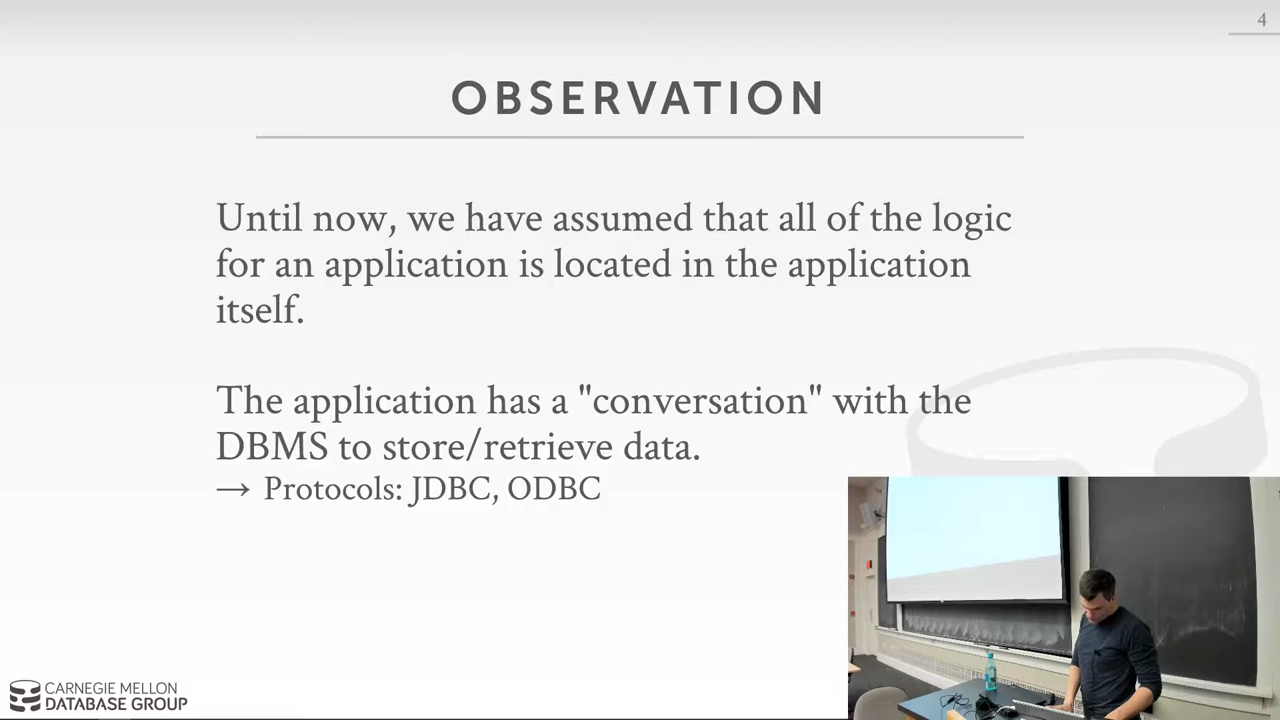 4
OBSERVATION
Until now, we have assumed that all of the logic
for an application is located in the application
itself.
The application has a "conversation" with the
DBMS to store/retrieve data.
→ Protocols: JDBC, ODBC
CARNEGIE MELLON
DATABASE GROUP